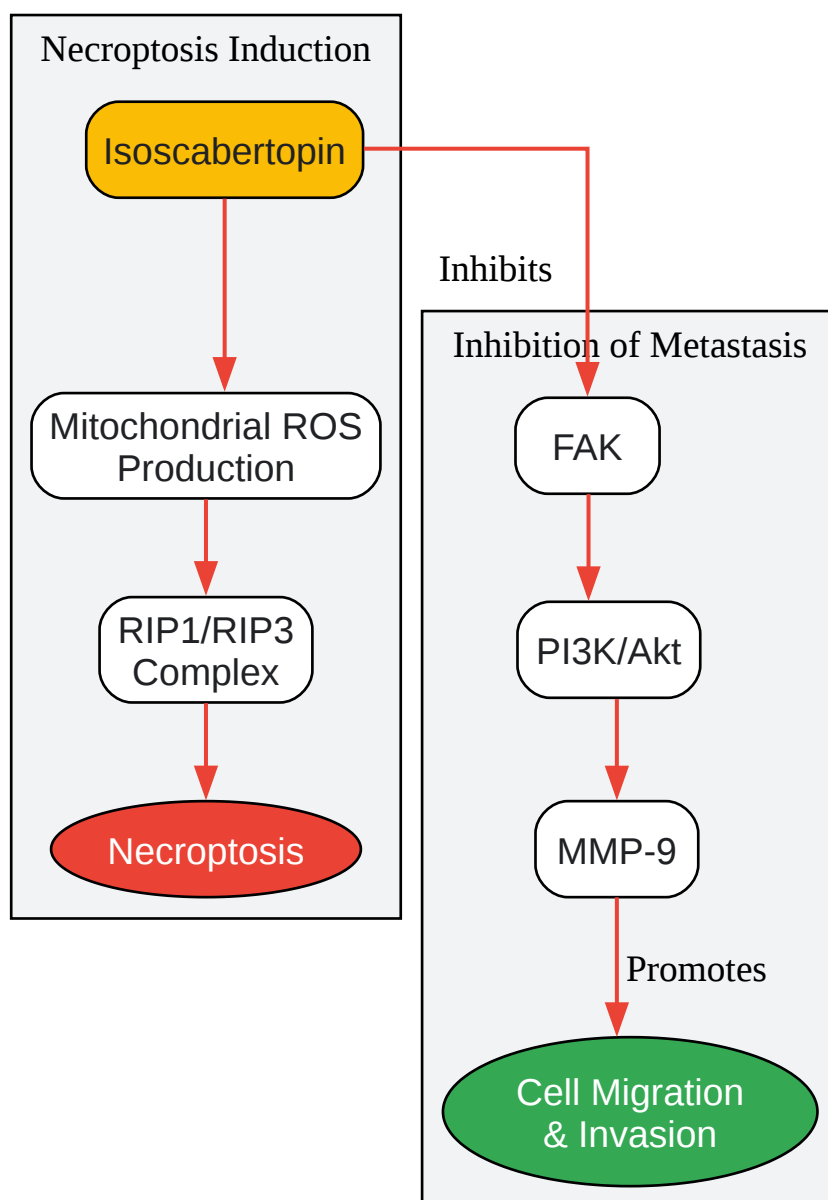 Necroptosis Induction
Isoscabertopin
Inhibits
Inhibition of Metastasis
Mitochondrial ROS
Production
FAK
RIP1/RIP3
Complex
PI3K/Akt
Necroptosis
MMP-9
Promotes
Cell Migration
& Invasion